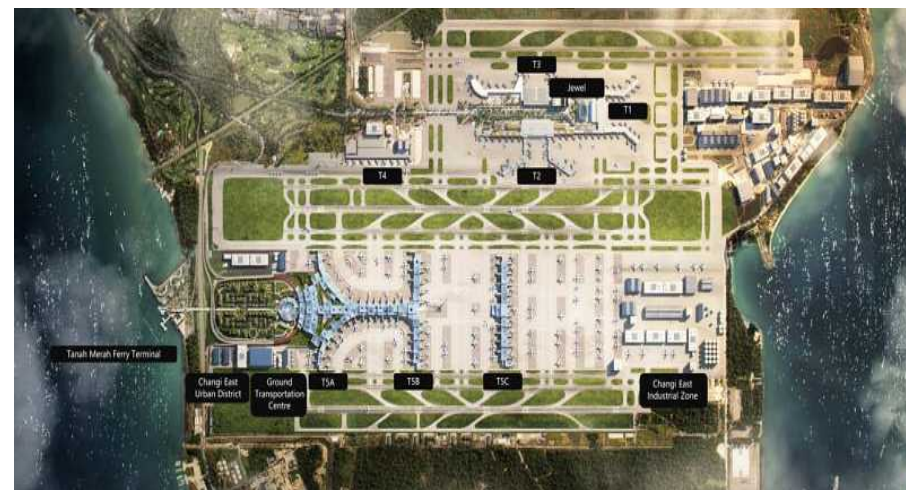 T3
Jewel
T1
T4
T2
Tanah Merah Ferry Terminal
Changi East
Urban District
Ground
Transportation
Centre
T5A
T5B
T5C
Changi East
Industrial Zone